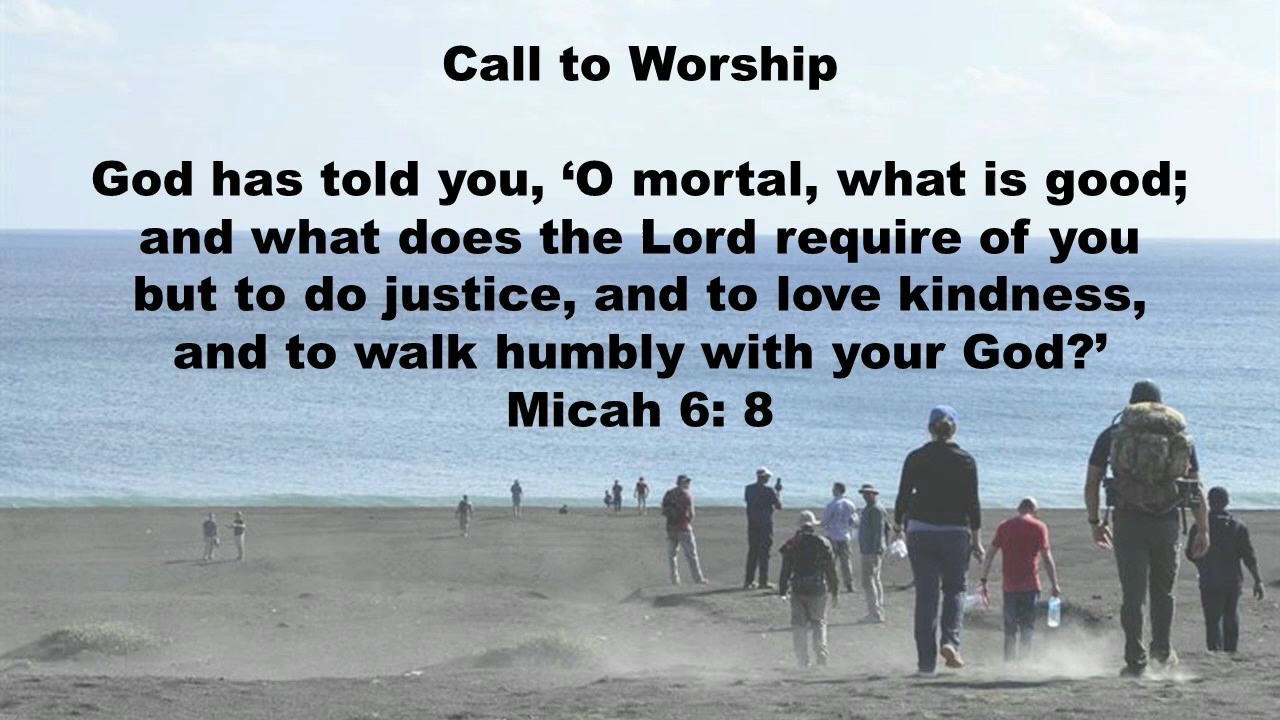 Call to Worship
God has told you, ‘O mortal, what is good;
and what does the Lord require of you
but to do justice, and to love kindness,
and to walk humbly with your God?’
Micah 6: 8